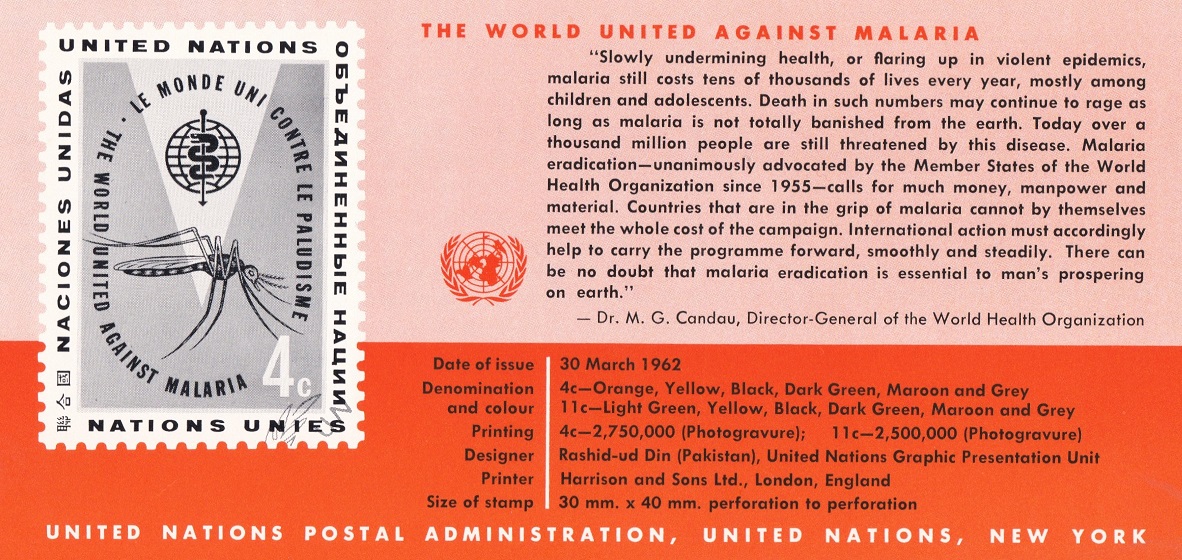 UNITED NATIONS
ОБЪЕДИНЕННЫЕ НАЦИИ
NACIONES UNIDAS
聯合國
NATIONS UNIES
· LE MONDE UNI CONTRE LE PALUDISME
THE WORLD UNITED AGAINST MALARIA
4c
THE WORLD UNITED AGAINST MALARIA
“Slowly undermining health, or flaring up in violent epidemics,
malaria still costs tens of thousands of lives every year, mostly among
children and adolescents. Death in such numbers may continue to rage as
long as malaria is not totally banished from the earth. Today over a
thousand million people are still threatened by this disease. Malaria
eradication—unanimously advocated by the Member States of the World
Health Organization since 1955—calls for much money, manpower and
material. Countries that are in the grip of malaria cannot by themselves
meet the whole cost of the campaign. International action must accordingly
help to carry the programme forward, smoothly and steadily. There can
be no doubt that malaria eradication is essential to man’s prospering
on earth.”
— Dr. M. G. Candau, Director-General of the World Health Organization
Date of issue 30 March 1962
Denomination 4c—Orange, Yellow, Black, Dark Green, Maroon and Grey
and colour 11c—Light Green, Yellow, Black, Dark Green, Maroon and Grey
Printing 4c—2,750,000 (Photogravure); 11c—2,500,000 (Photogravure)
Designer Rashid-ud Din (Pakistan), United Nations Graphic Presentation Unit
Printer Harrison and Sons Ltd., London, England
Size of stamp 30 mm. x 40 mm. perforation to perforation
UNITED NATIONS POSTAL ADMINISTRATION, UNITED NATIONS, NEW YORK